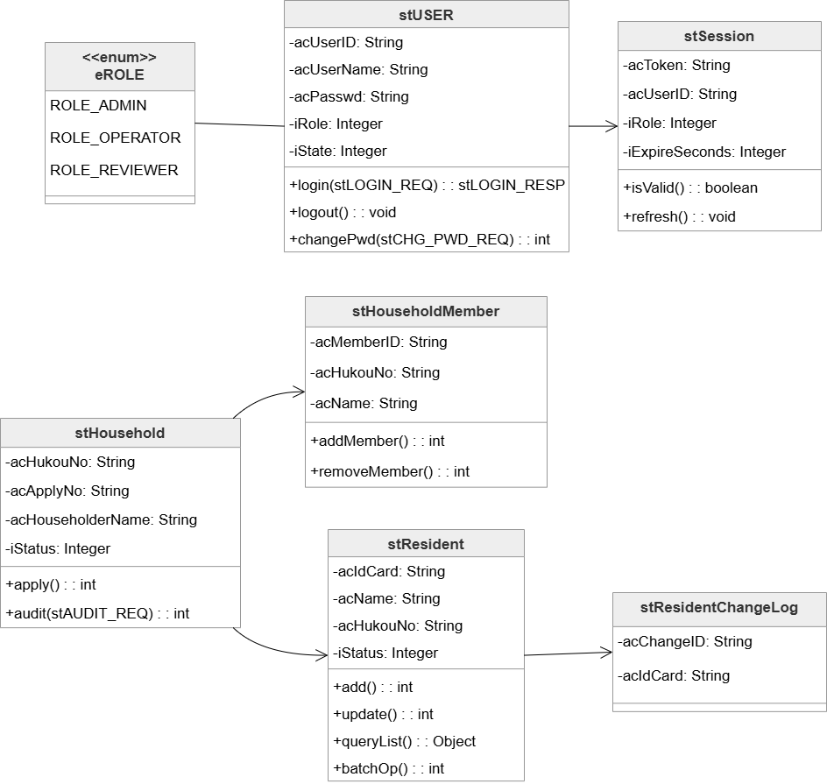 <<enum>>
eROLE
ROLE_ADMIN
ROLE_OPERATOR
ROLE_REVIEWER
stUSER
-acUserID: String
-acUserName: String
-acPasswd: String
-iRole: Integer
-iState: Integer
+login(stLOGIN_REQ) : : stLOGIN_RESP
+logout() : : void
+changePwd(stCHG_PWD_REQ) : : int
stSession
-acToken: String
-acUserID: String
-iRole: Integer
-iExpireSeconds: Integer
+isValid() : : boolean
+refresh() : : void
stHouseholdMember
-acMemberID: String
-acHukouNo: String
-acName: String
+addMember() : : int
+removeMember() : : int
stHousehold
-acHukouNo: String
-acApplyNo: String
-acHouseholderName: String
-iStatus: Integer
+apply() : : int
+audit(stAUDIT_REQ) : : int
stResident
-acIdCard: String
-acName: String
-acHukouNo: String
-iStatus: Integer
+add() : : int
+update() : : int
+queryList() : : Object
+batchOp() : : int
stResidentChangeLog
-acChangeID: String
-acIdCard: String